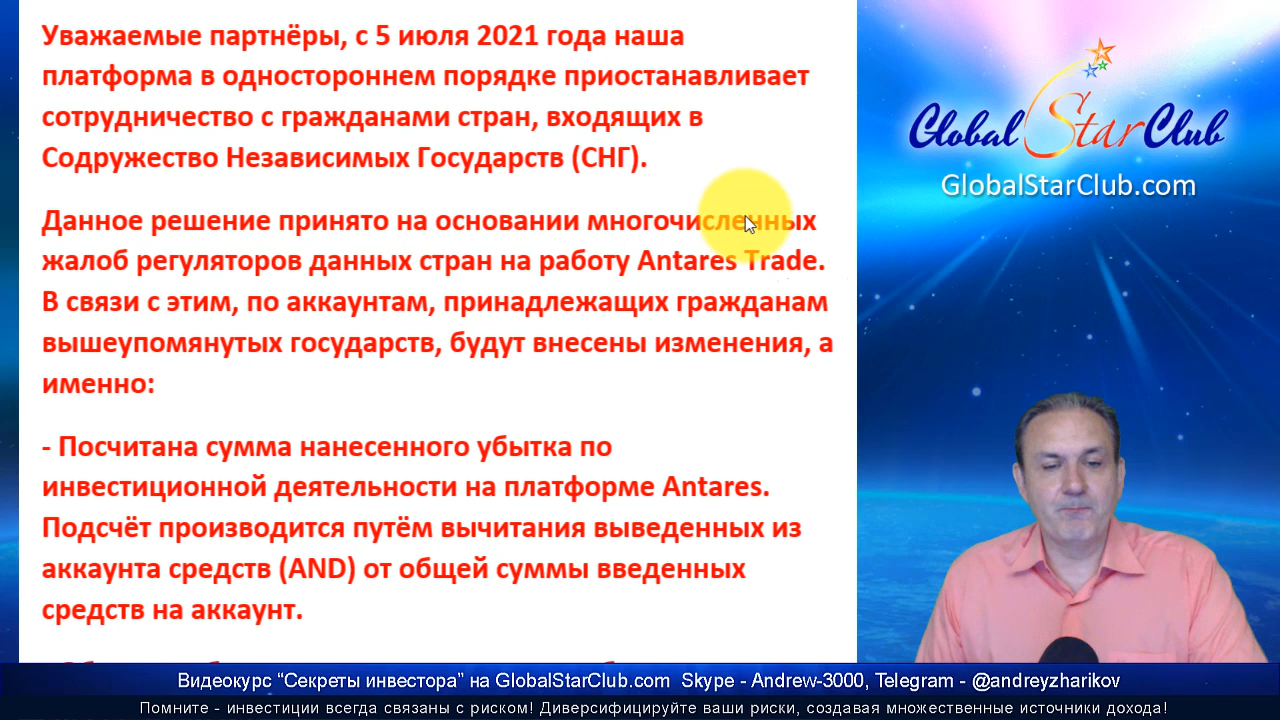 Уважаемые партнёры, с 5 июля 2021 года наша
платформа в одностороннем порядке приостанавливает
сотрудничество с гражданами стран, входящих в
Содружество Независимых Государств (СНГ).
Данное решение принято на основании многочисленных
жалоб регуляторов данных стран на работу Antares Trade.
В связи с этим, по аккаунтам, принадлежащих гражданам
вышеупомянутых государств, будут внесены изменения, а
именно:
- Посчитана сумма нанесенного убытка по
инвестиционной деятельности на платформе Antares.
Подсчёт производится путём вычитания выведенных из
аккаунта средств (AND) от общей суммы введенных
средств на аккаунт.
Global Star Club
GlobalStarClub.com
Видеокурс “Секреты инвестора” на GlobalStarClub.com Skype - Andrew-3000, Telegram - @andreyzharikov
Помните - инвестиции всегда связаны с риском! Диверсифицируйте ваши риски, создавая множественные источники дохода!